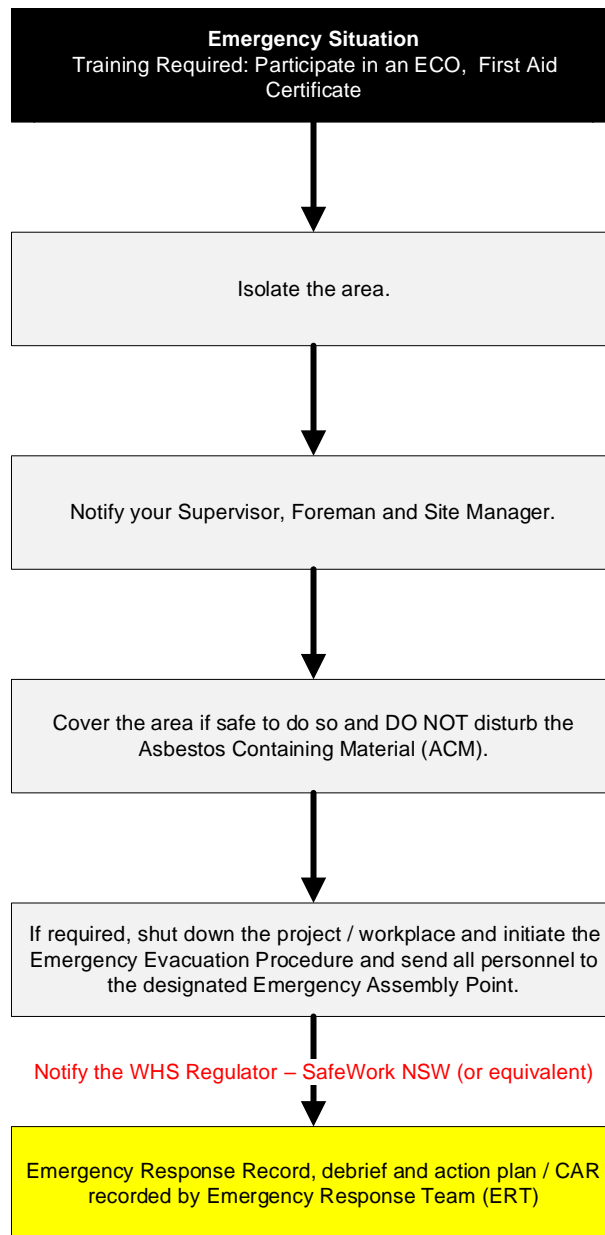 Emergency Situation
Training Required: Participate in an ECO, First Aid
Certificate
Isolate the area.
Notify your Supervisor, Foreman and Site Manager.
Cover the area if safe to do so and DO NOT disturb the
Asbestos Containing Material (ACM).
If required, shut down the project / workplace and initiate the
Emergency Evacuation Procedure and send all personnel to
the designated Emergency Assembly Point.
Notify the WHS Regulator – SafeWork NSW (or equivalent)
Emergency Response Record, debrief and action plan / CAR
recorded by Emergency Response Team (ERT)